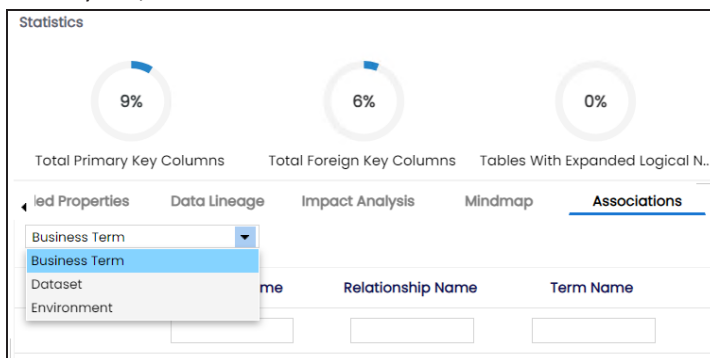 Statistics
9% 6% 0%
Total Primary Key Columns Total Foreign Key Columns Tables With Expanded Logical N..
led Properties Data Lineage Impact Analysis Mindmap Associations
Business Term
Business Term
Dataset
me Relationship Name Term Name
Environment